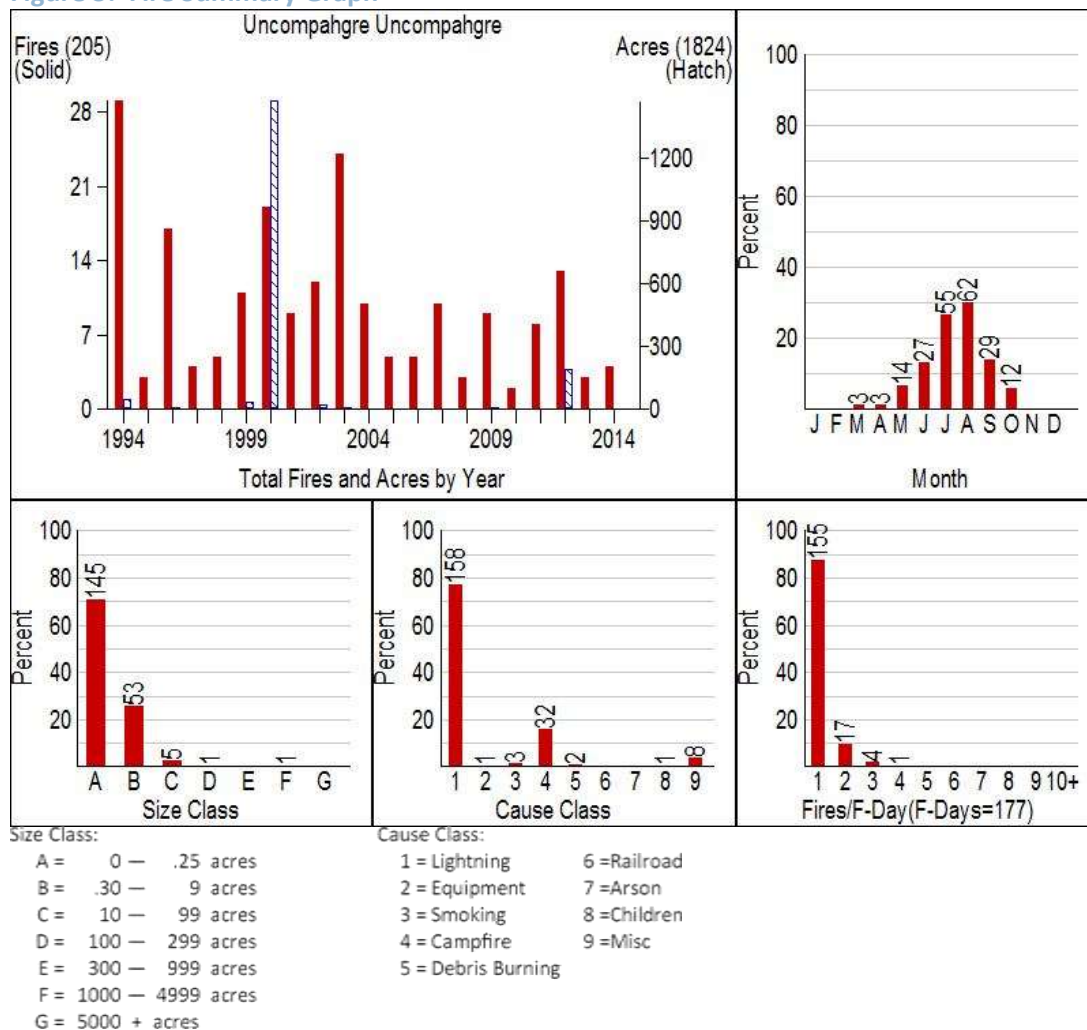 Figure 5. Fire Summary Graph
Uncompahgre Uncompahgre
Fires (205)
(Solid)
Acres (1824)
(Hatch)
28
21
14
7
0
1200
900
600
300
0
1994 1999 2004 2009 2014
Total Fires and Acres by Year
Percent
100
80
60
40
20
3 3 14 27 55 62 29 12
J F M A M J J A S O N D
Month
Percent
100
80
60
40
20
145 53 5 1 1
A B C D E F G
Size Class
Percent
100
80
60
40
20
158 1 3 32 2 1 8
1 2 3 4 5 6 7 8 9
Cause Class
Percent
100
80
60
40
20
155 17 4 1
1 2 3 4 5 6 7 8 9 10+
Fires/F-Day(F-Days=177)
Size Class:
A = 0 — .25 acres
B = .30 — 9 acres
C = 10 — 99 acres
D = 100 — 299 acres
E = 300 — 999 acres
F = 1000 — 4999 acres
G = 5000 + acres
Cause Class:
1 = Lightning 6 =Railroad
2 = Equipment 7 =Arson
3 = Smoking 8 =Children
4 = Campfire 9 =Misc
5 = Debris Burning